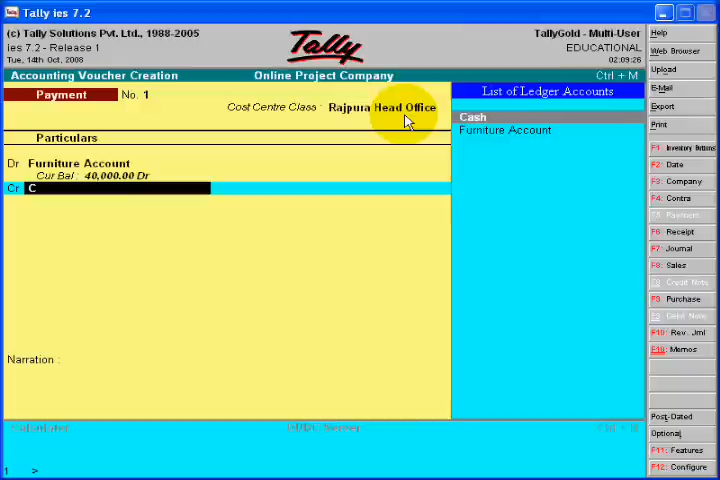 Tally ies 7.2
(c) Tally Solutions Pvt. Ltd., 1988-2005
ies 7.2 - Release 1
Tue, 14th Oct, 2008
Tally
TallyGold - Multi-User
EDUCATIONAL
02:09:26
Accounting Voucher Creation
Online Project Company
Ctrl + M
Payment
No. 1
Cost Centre Class : Rajpura Head Office
Particulars
Dr Furniture Account
Cur Bal : 40,000.00 Dr
Cr C
Narration :
List of Ledger Accounts
Cash
Furniture Account
1 >
Help
Web Browser
Upload
E-Mail
Export
Print
F1: Inventory Buttons
F2: Date
F3: Company
F4: Contra
F5: Payment
F6: Receipt
F7: Journal
F8: Sales
Credit Note
F9: Purchase
Debit Note
F10: Rev. Jrnl
Memos
Post-Dated
Optional
F11: Features
F12: Configure